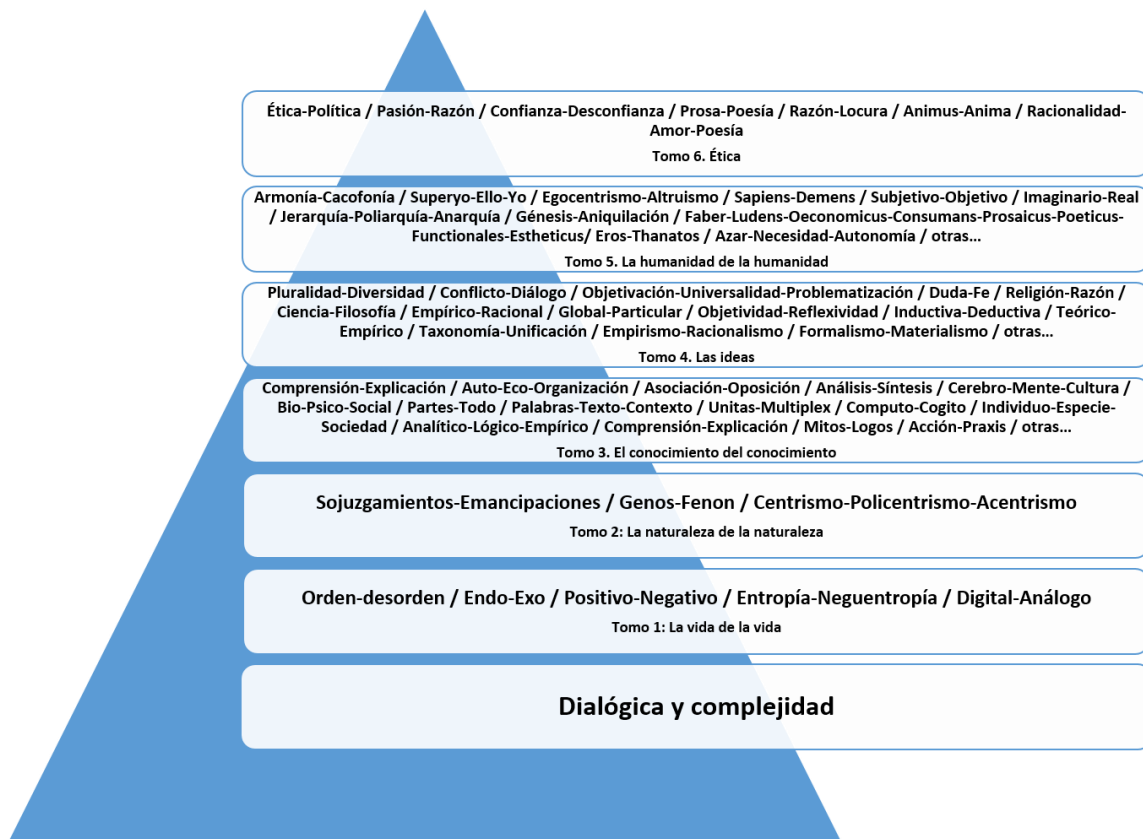 Ética-Política / Pasión-Razón / Confianza-Desconfianza / Prosa-Poesía / Razón-Locura / Animus-Anima / Racionalidad-
Amor-Poesía
Tomo 6. Ética
Armonía-Cacofonía / Superyo-Ello-Yo / Egocentrismo-Altruismo / Sapiens-Demens / Subjetivo-Objetivo / Imaginario-Real
/ Jerarquía-Poliarquía-Anarquía / Génesis-Aniquilación / Faber-Ludens-Oeconomicus-Consumans-Prosaicus-Poeticus-
Functionales-Estheticus/ Eros-Thanatos / Azar-Necesidad-Autonomía / otras...
Tomo 5. La humanidad de la humanidad
Pluralidad-Diversidad / Conflicto-Diálogo / Objetivación-Universalidad-Problematización / Duda-Fe / Religión-Razón /
Ciencia-Filosofía / Empírico-Racional / Global-Particular / Objetividad-Reflexividad / Inductiva-Deductiva / Teórico-
Empírico / Taxonomía-Unificación / Empirismo-Racionalismo / Formalismo-Materialismo / otras...
Tomo 4. Las ideas
Comprensión-Explicación / Auto-Eco-Organización / Asociación-Oposición / Análisis-Síntesis / Cerebro-Mente-Cultura /
Bio-Psico-Social / Partes-Todo / Palabras-Texto-Contexto / Unitas-Multiplex / Computo-Cogito / Individuo-Especie-
Sociedad / Analítico-Lógico-Empírico / Comprensión-Explicación / Mitos-Logos / Acción-Praxis / otras...
Tomo 3. El conocimiento del conocimiento
Sojuzgamientos-Emancipaciones / Genos-Fenon / Centrismo-Policentrismo-Acentrismo
Tomo 2: La naturaleza de la naturaleza
Orden-desorden / Endo-Exo / Positivo-Negativo / Entropía-Neguentropía / Digital-Análogo
Tomo 1: La vida de la vida
Dialógica y complejidad